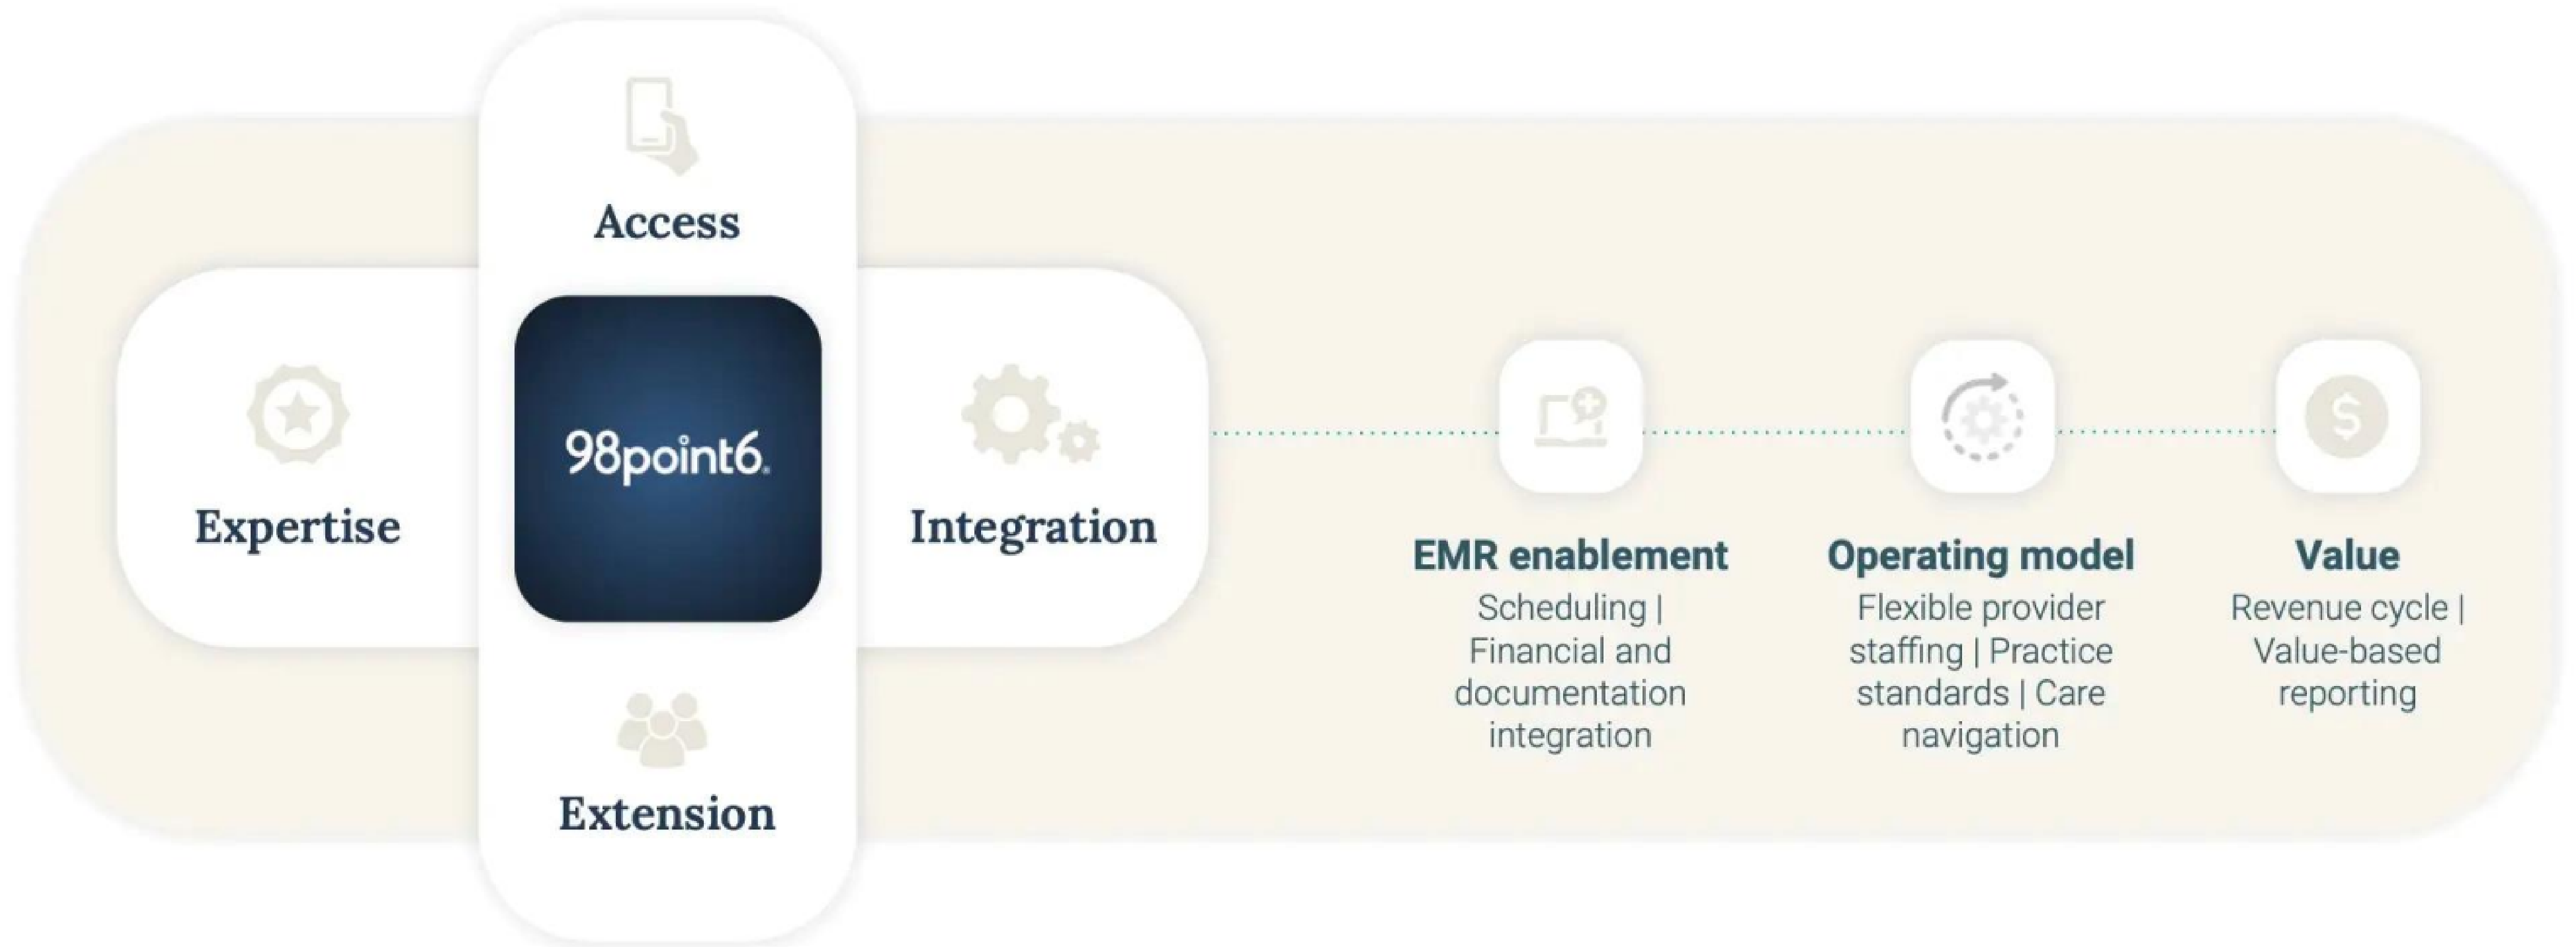 Access
Expertise
98point6®
Integration
Extension
EMR enablement
Scheduling |
Financial and
documentation
integration
Operating model
Flexible provider
staffing | Practice
standards | Care
navigation
Value
Revenue cycle |
Value-based
reporting
$